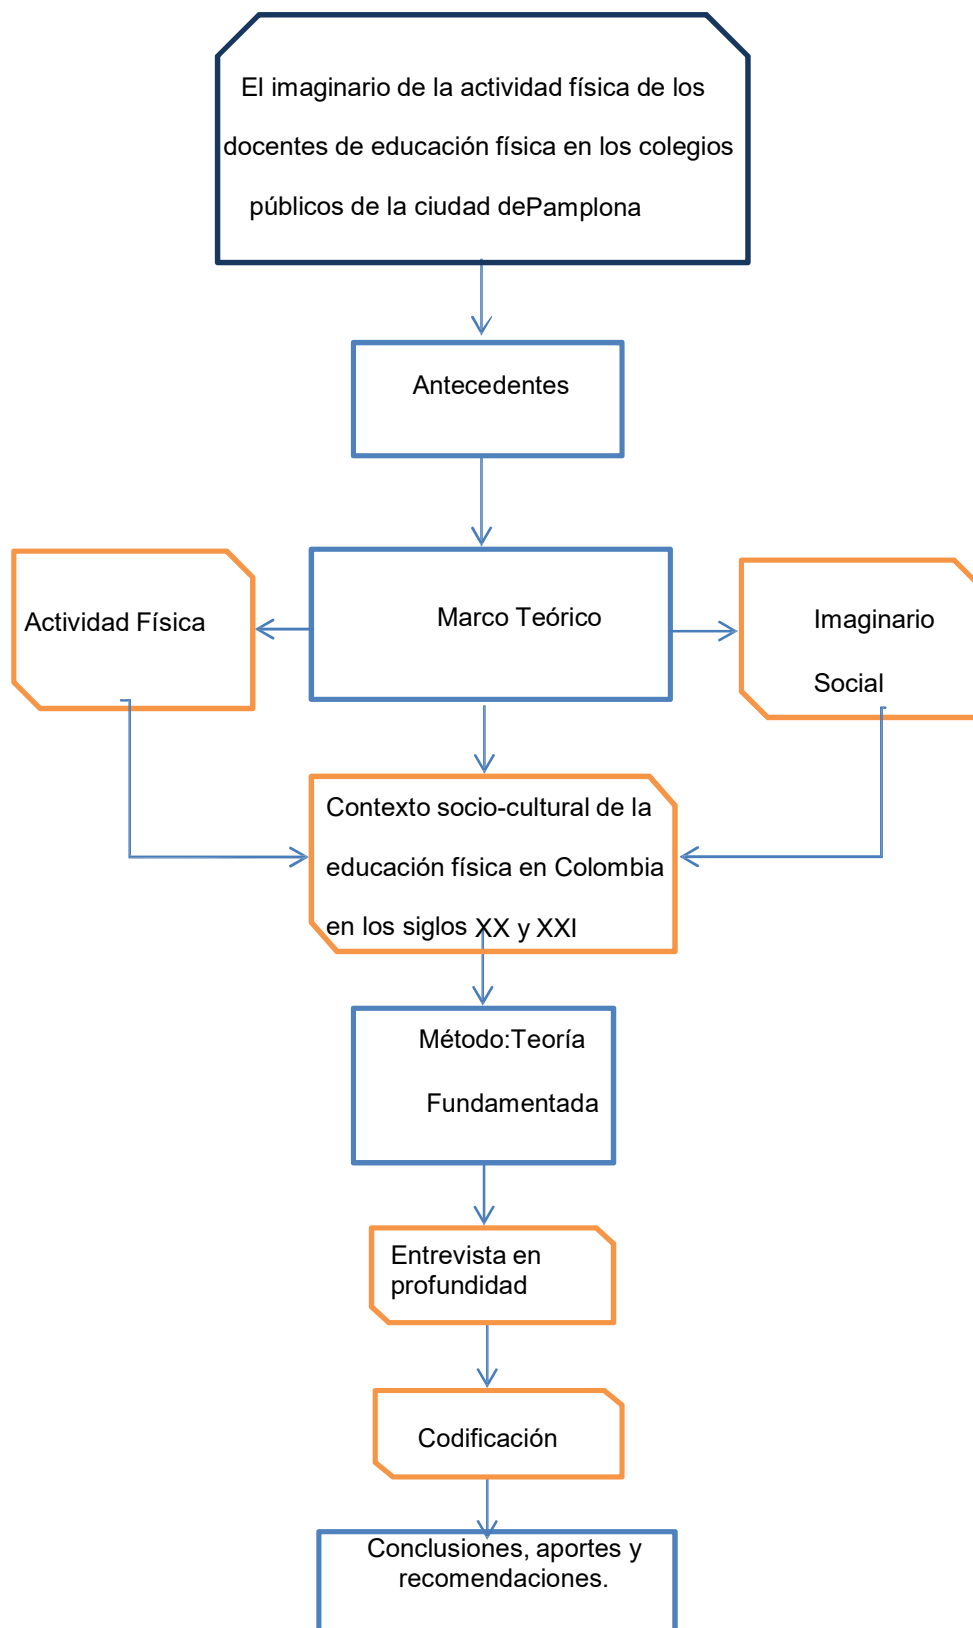 El imaginario de la actividad física de los
docentes de educación física en los colegios
públicos de la ciudad dePamplona
Antecedentes
Actividad Física
Marco Teórico
Imaginario
Social
Contexto socio-cultural de la
educación física en Colombia
en los siglos XX y XXI
Método:Teoría
Fundamentada
Entrevista en
profundidad
Codificación
Conclusiones, aportes y
recomendaciones.